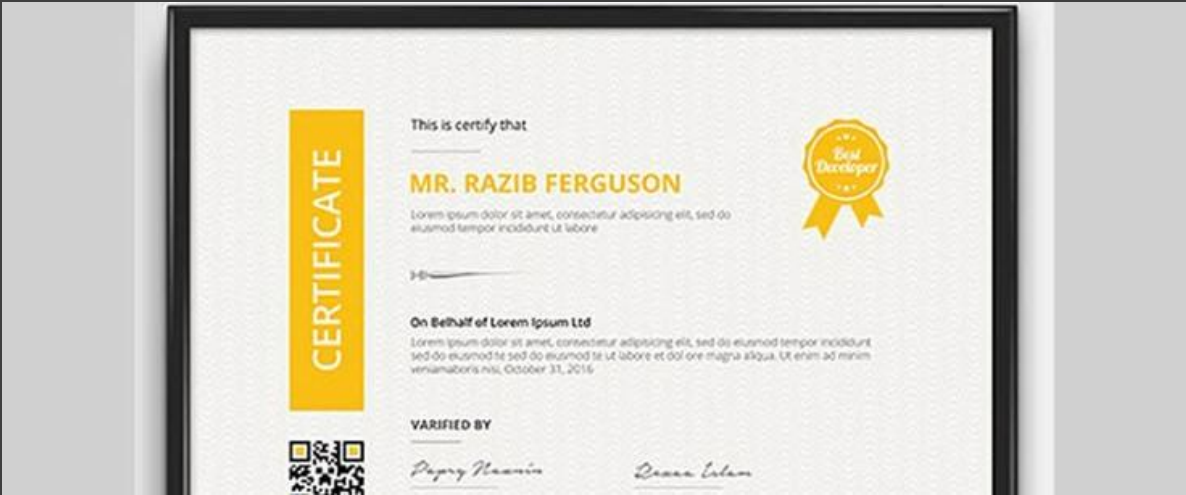 CERTIFICATE
This is certify that
MR. RAZIB FERGUSON
Lorem ipsum dolor sit amet, consectetur adipisicing elit, sed do
eiusmod tempor incididunt ut labore
On Belhalf of Lorem Ipsum Ltd
Lorem ipsum dolor sit amet, consectetur adipisicing elit, sed do eiusmod tempor incididunt
sed do eiusmod te sed do eiusmod te ut labore et dol ore magna aliqua. Ut enim ad minim
veniamaboris nisi, October 31, 2016
VARIFIED BY
Best
Developer